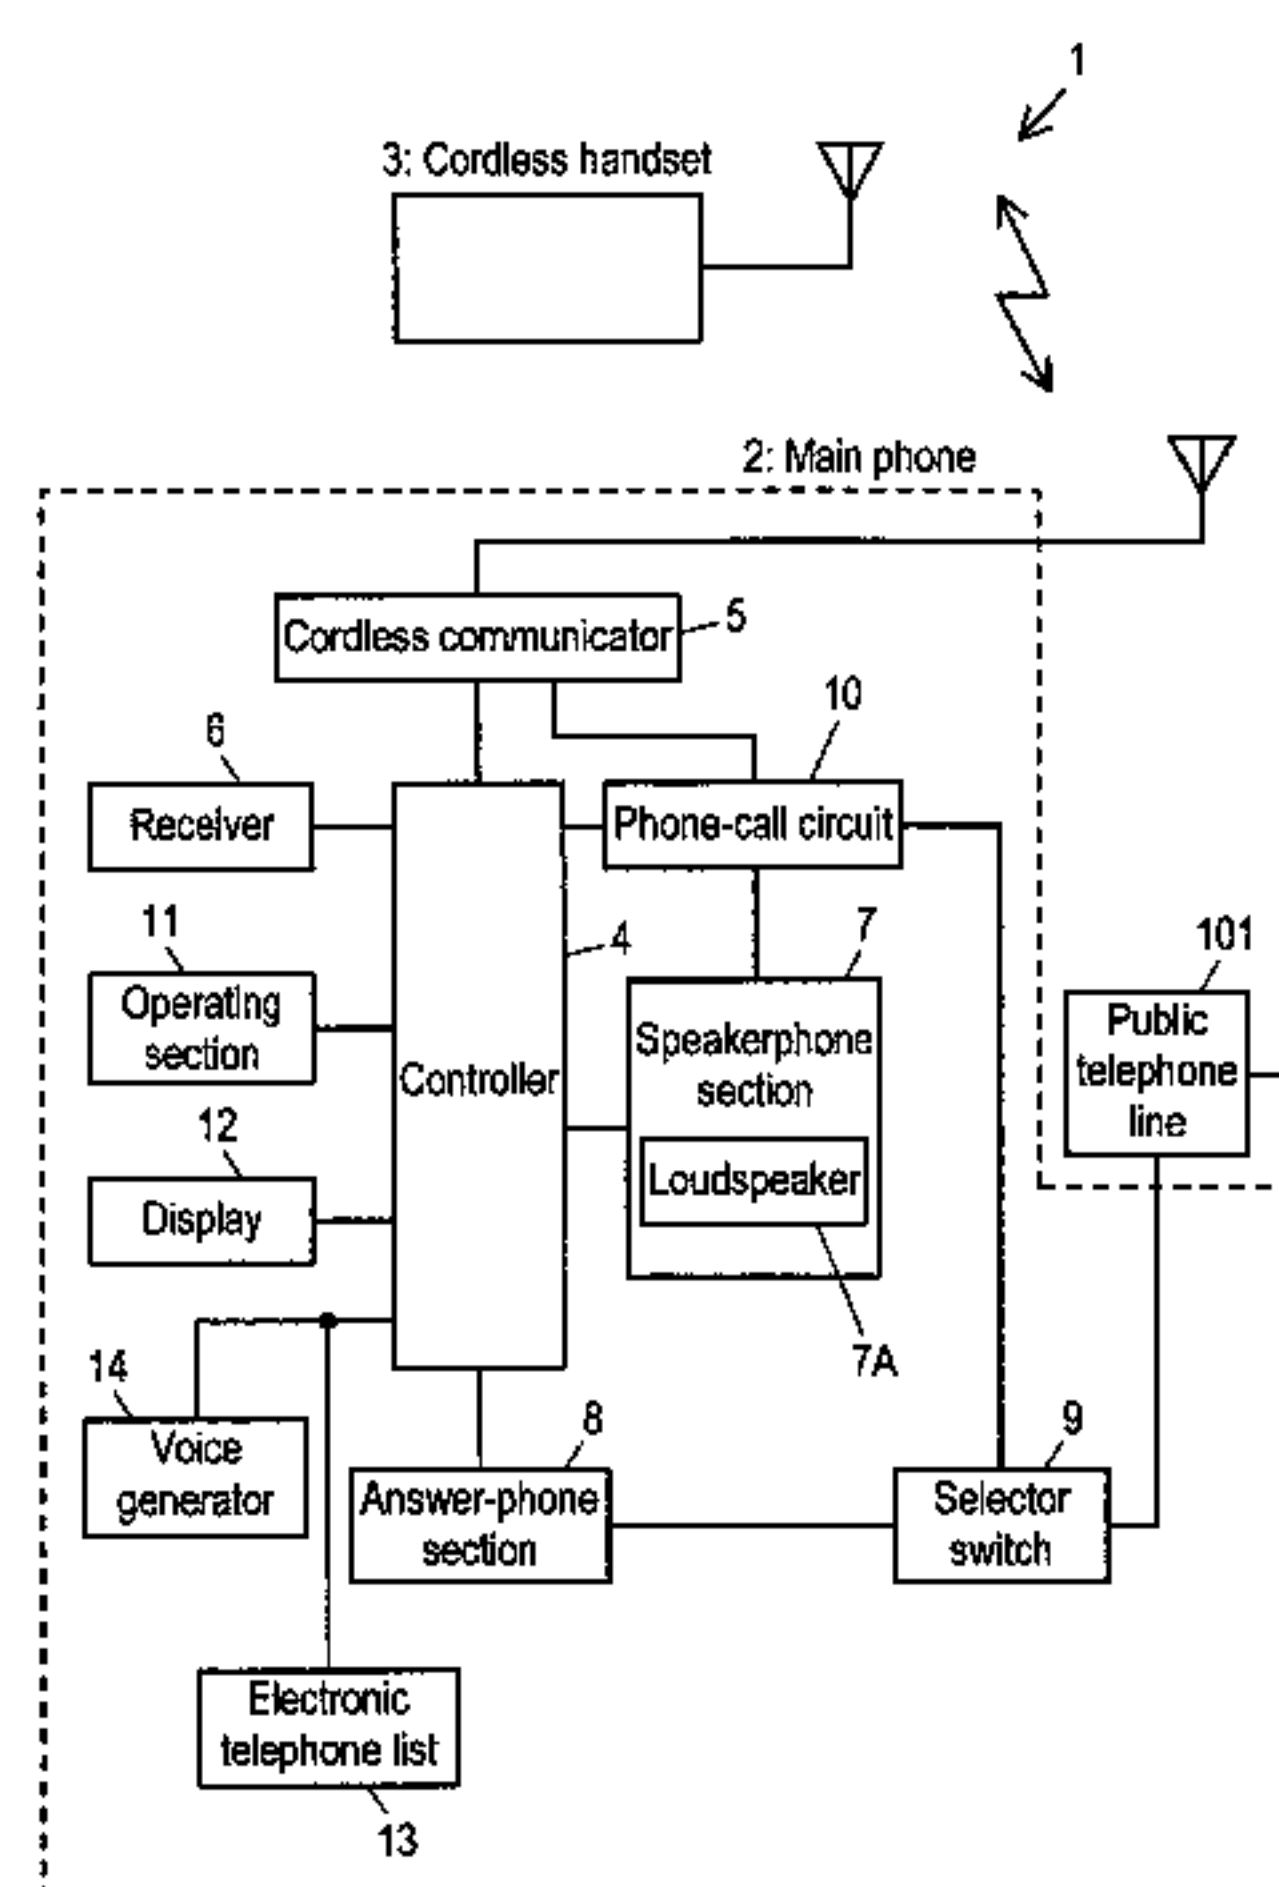 1
3: Cordless handset
2: Main phone
Cordless communicator
5
10
6
Receiver
Phone-call circuit
11
4
7
101
Operating
section
Controller
Speakerphone
section
Public
telephone
line
12
Display
Loudspeaker
7A
14
Voice
generator
8
Answer-phone
section
9
Selector
switch
Electronic
telephone list
13